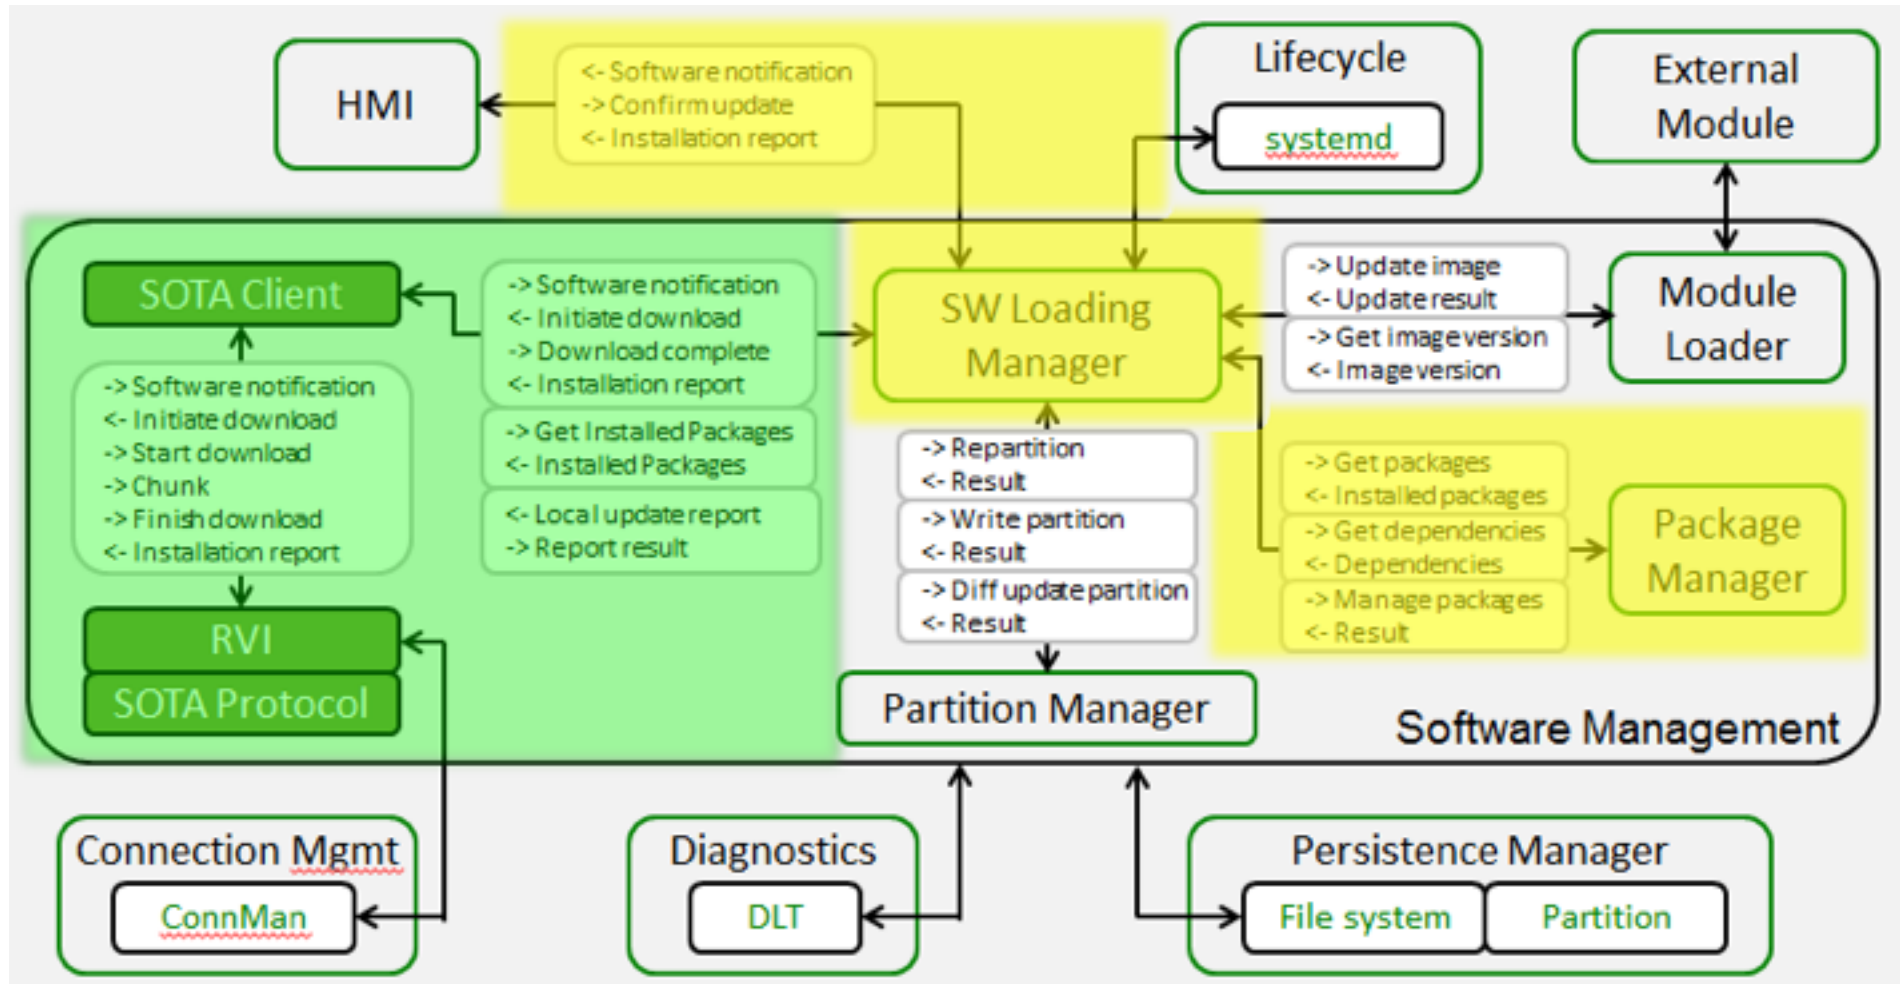 HMI
<- Software notification
-> Confirm update
<- Installation report
Lifecycle
systemd
External
Module
SOTA Client
-> Software notification
<- Initiate download
-> Download complete
<- Installation report
-> Get Installed Packages
<- Installed Packages
<- Local update report
-> Report result
-> Software notification
<- Initiate download
-> Start download
-> Chunk
-> Finish download
<- Installation report
RVI
SOTA Protocol
SW Loading
Manager
-> Update image
<- Update result
-> Get image version
<- Image version
Module
Loader
-> Repartition
<- Result
-> Write partition
<- Result
-> Diff update partition
<- Result
-> Get packages
<- Installed packages
-> Get dependencies
<- Dependencies
-> Manage packages
<- Result
Package
Manager
Partition Manager
Software Management
Connection Mgmt
ConnMan
Diagnostics
DLT
Persistence Manager
File system
Partition